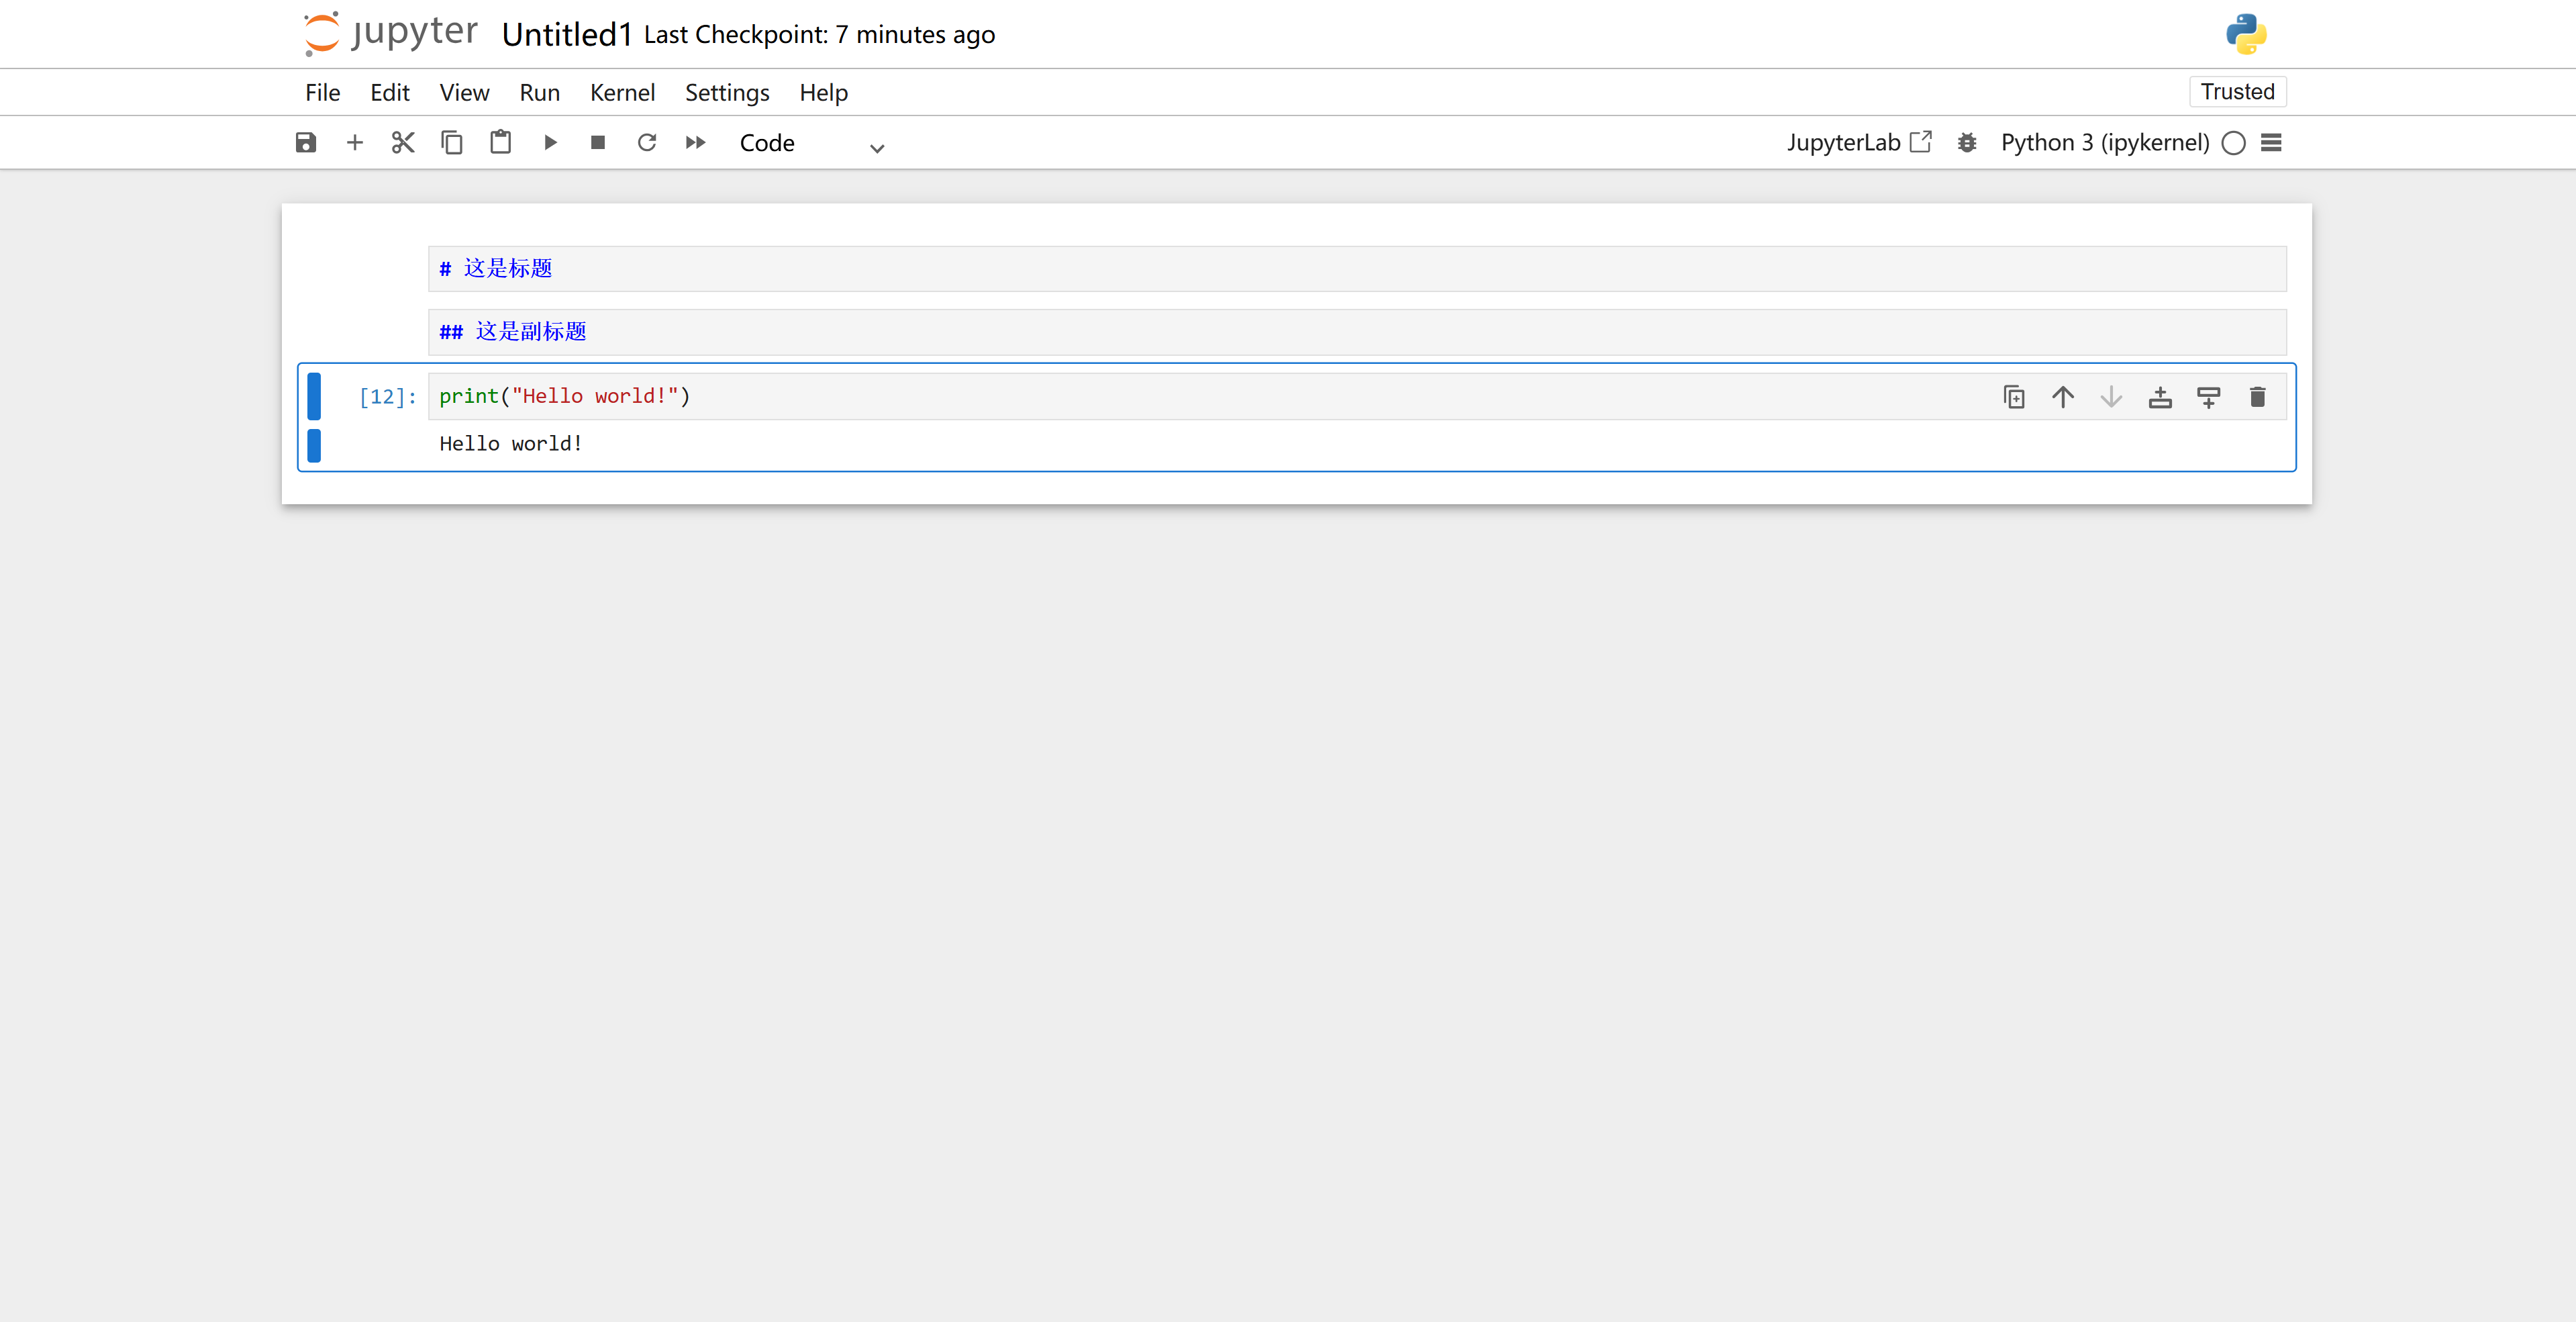 jupyter Untitled1 Last Checkpoint: 7 minutes ago
File Edit View Run Kernel Settings Help Trusted
Code JupyterLab Python 3 (ipykernel)
# 这是标题
## 这是副标题
[12]: print("Hello world!")
Hello world!